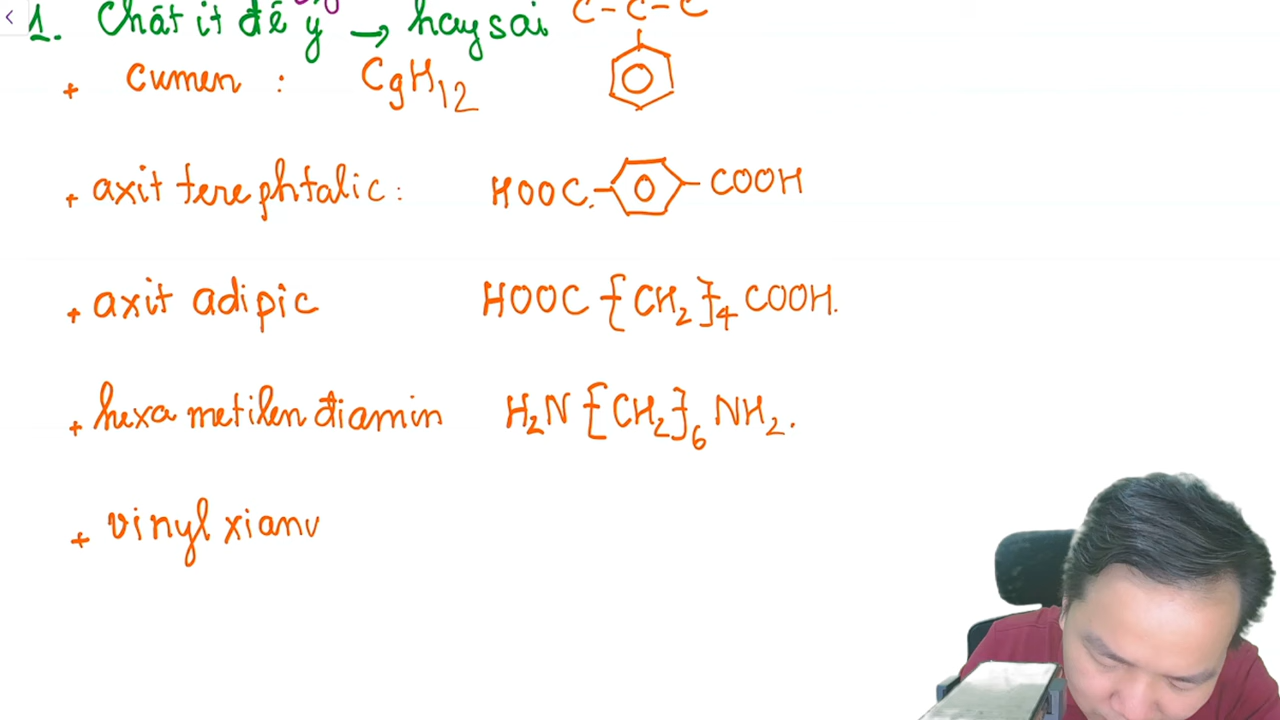 1. Chất ít để ý → hay sai
C - C - C
+ cumen : C9H12
+ axit terephtalic : HOOC - COOH
+ axit adipic HOOC [CH2]4 COOH.
+ hexa metilen điamin H2N [CH2]6 NH2.
+ vinyl xianu